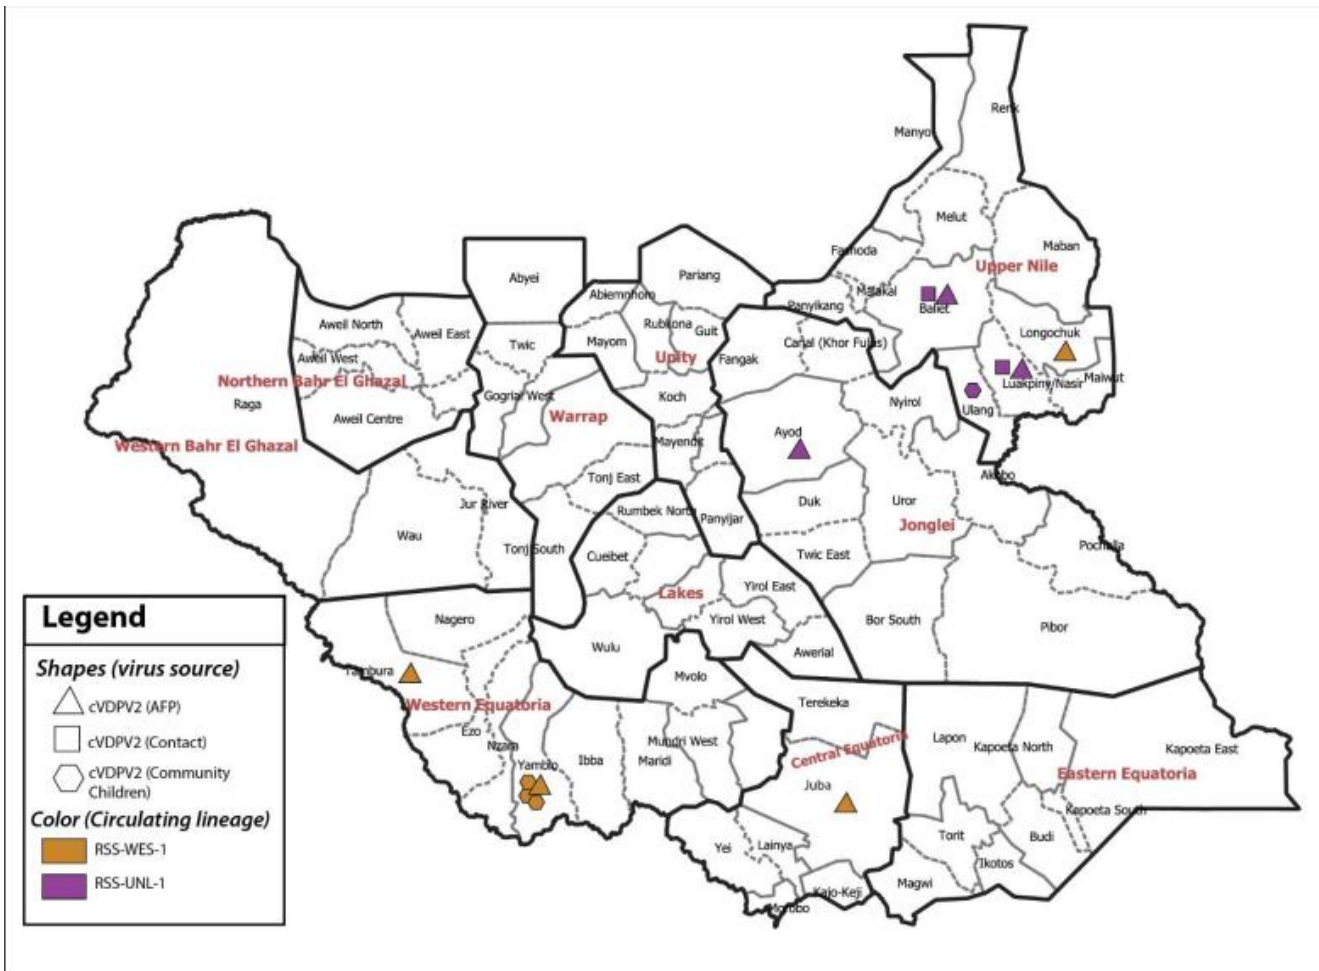 Renk
Manyo
Melut
Fashoda
Maban
Upper Nile
Abyei
Pariang
Abiemnhom
Malakal
Panyikang
Baliet
Aweil North
Aweil East
Twic
Mayom
Rubkona
Guit
Longochuk
Canal (Khor Fulus)
Aweil West
Unity
Fangak
Northern Bahr El Ghazal
Luakpiny/Nasir
Maiwut
Raga
Gogrial West
Koch
Nyirol
Ulang
Aweil Centre
Warrap
Ayod
Western Bahr El Ghazal
Mayendit
Akobo
Tonj East
Jur River
Duk
Uror
Rumbek North
Panyijar
Jonglei
Wau
Tonj South
Cueibet
Twic East
Pochalla
Lakes
Yirol East
Nagero
Yirol West
Bor South
Pibor
Wulu
Awerial
Tambura
Mvolo
Western Equatoria
Terekeka
Ezo
Nzara
Mundri West
Central Equatoria
Lapon
Kapoeta North
Kapoeta East
Yambio
Ibba
Maridi
Juba
Eastern Equatoria
Kapoeta South
Yei
Lainya
Torit
Budi
Ikotos
Kajo-Keji
Magwi
Morobo
Legend
Shapes (virus source)
cVDPV2 (AFP)
cVDPV2 (Contact)
cVDPV2 (Community
Children)
Color (Circulating lineage)
RSS-WES-1
RSS-UNL-1